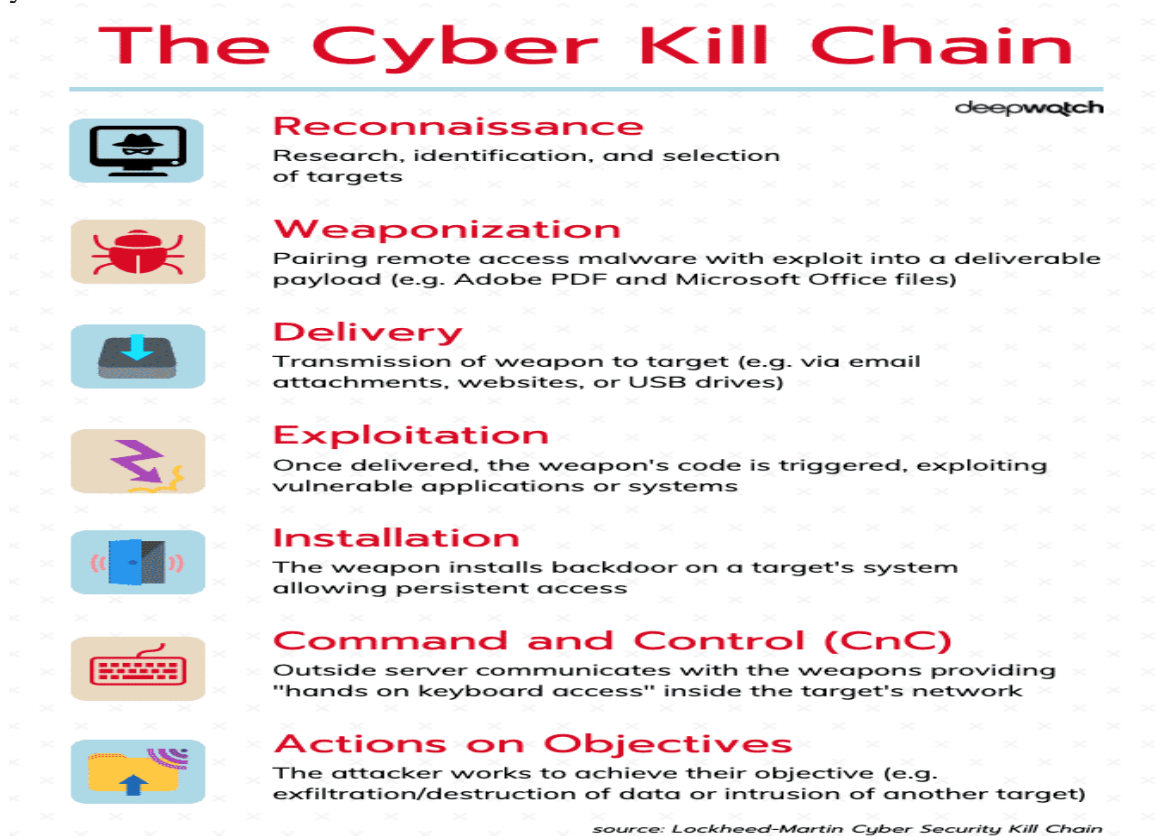 The Cyber Kill Chain
deepwatch
Reconnaissance
Research, identification, and selection
of targets
Weaponization
Pairing remote access malware with exploit into a deliverable
payload (e.g. Adobe PDF and Microsoft Office files)
Delivery
Transmission of weapon to target (e.g. via email
attachments, websites, or USB drives)
Exploitation
Once delivered, the weapon's code is triggered, exploiting
vulnerable applications or systems
Installation
The weapon installs backdoor on a target's system
allowing persistent access
Command and Control (CnC)
Outside server communicates with the weapons providing
"hands on keyboard access" inside the target's network
Actions on Objectives
The attacker works to achieve their objective (e.g.
exfiltration/destruction of data or intrusion of another target)
source: Lockheed-Martin Cyber Security Kill Chain